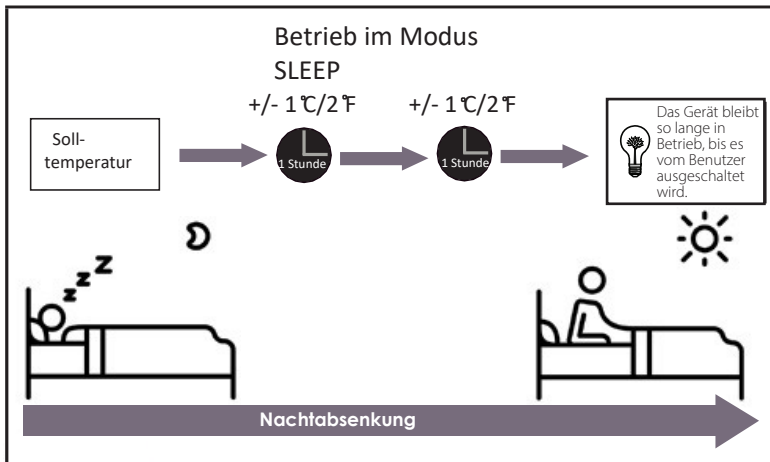 Betrieb im Modus
SLEEP
+/- 1°C/2°F
+/- 1°C/2°F
Soll-
temperatur
1 Stunde
1 Stunde
Das Gerät bleibt
so lange in
Betrieb, bis es
vom Benutzer
ausgeschaltet
wird.
z z Z
Nachtabsenkung